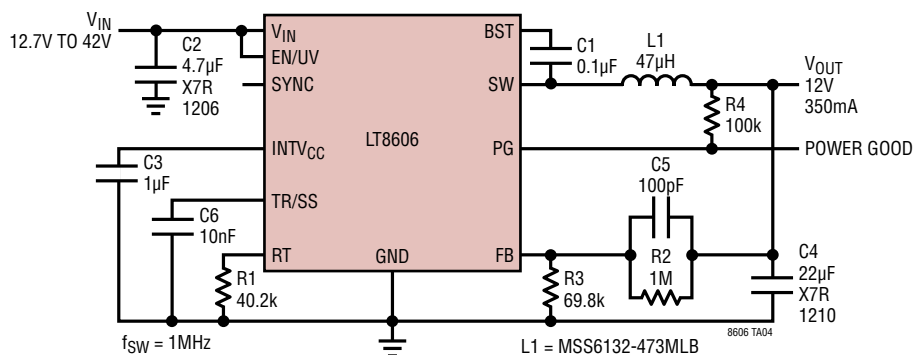 VIN
12.7V TO 42V
C2
4.7µF
X7R
1206
VIN
EN/UV
SYNC
INTVCC
TR/SS
RT
LT8606
GND
BST
SW
PG
FB
C1
0.1µF
L1
47µH
VOUT
12V
350mA
R4
100k
POWER GOOD
C3
1µF
C6
10nF
R1
40.2k
C5
100pF
R2
1M
R3
69.8k
C4
22µF
X7R
1210
8606 TA04
fSW = 1MHz
L1 = MSS6132-473MLB